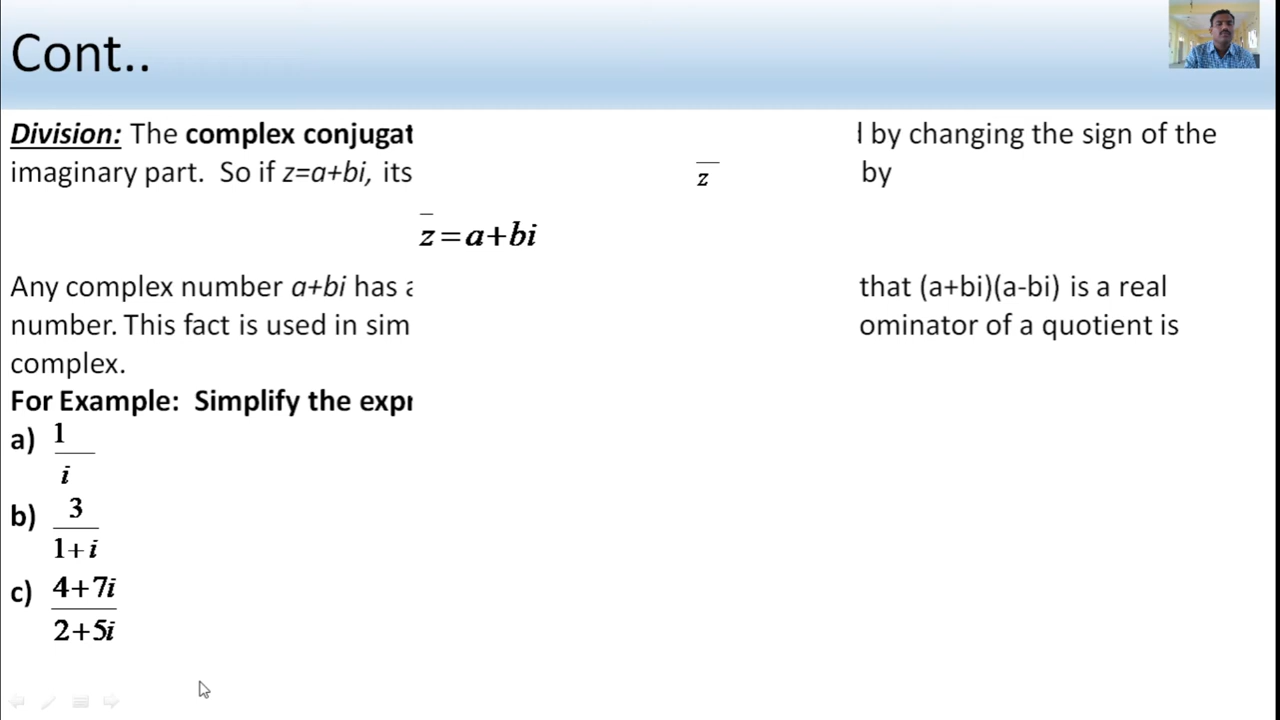 Cont..
Division: The complex conjugat by changing the sign of the
imaginary part. So if z=a+bi, its z̅ by
z̅=a+bi
Any complex number a+bi has that (a+bi)(a-bi) is a real
number. This fact is used in sim ominator of a quotient is
complex.
For Example: Simplify the expr
a) 1
i
b) 3
1+i
c) 4+7i
2+5i